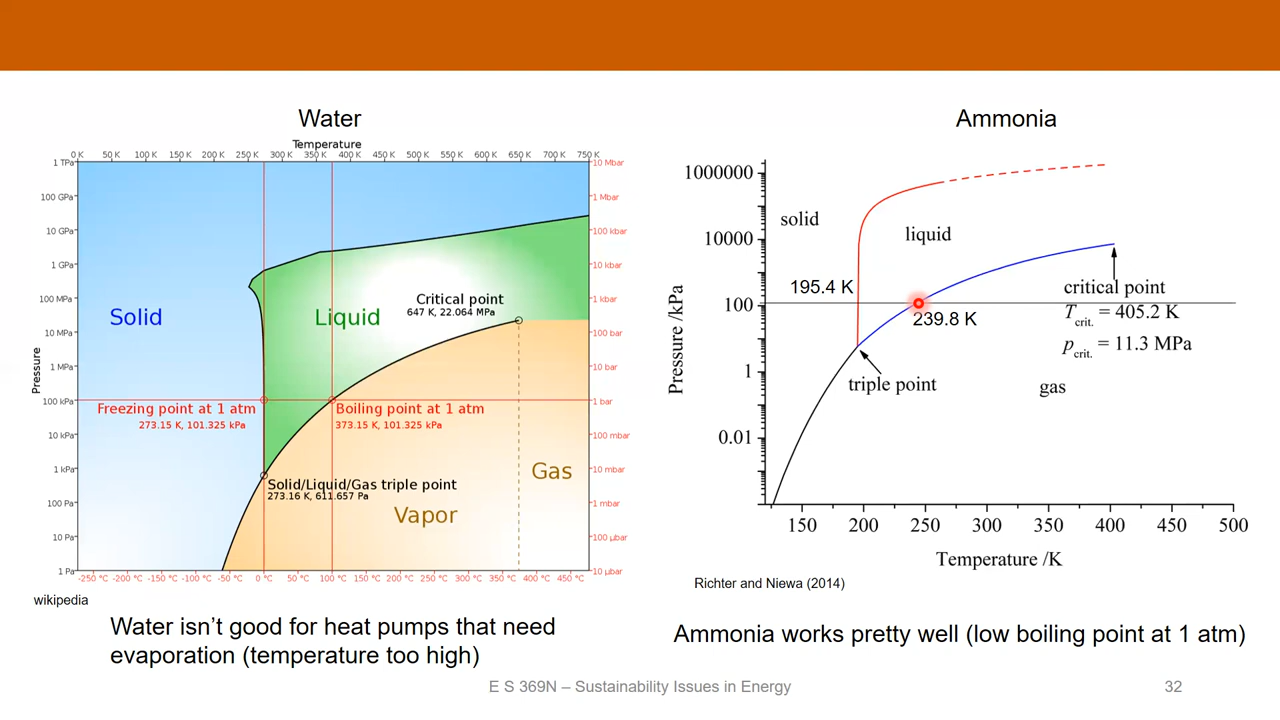 Water
Temperature
0 K 50 K 100 K 150 K 200 K 250 K 300 K 350 K 400 K 450 K 500 K 550 K 600 K 650 K 700 K 750 K
Pressure
1 TPa
100 GPa
10 GPa
1 GPa
100 MPa
10 MPa
1 MPa
100 kPa
10 kPa
1 kPa
100 Pa
10 Pa
1 Pa
10 Mbar
1 Mbar
100 kbar
10 kbar
1 kbar
100 bar
10 bar
1 bar
100 mbar
10 mbar
1 mbar
100 µbar
10 µbar
Solid
Liquid
Critical point
647 K, 22.064 MPa
Freezing point at 1 atm
273.15 K, 101.325 kPa
Boiling point at 1 atm
373.15 K, 101.325 kPa
Solid/Liquid/Gas triple point
273.16 K, 611.657 Pa
Vapor
Gas
-250 °C -200 °C -150 °C -100 °C -50 °C 0 °C 50 °C 100 °C 150 °C 200 °C 250 °C 300 °C 350 °C 400 °C 450 °C
wikipedia
Water isn’t good for heat pumps that need
evaporation (temperature too high)
Ammonia
Pressure /kPa
1000000
10000
100
1
0.01
solid
liquid
195.4 K
239.8 K
critical point
Tcrit. = 405.2 K
pcrit. = 11.3 MPa
triple point
gas
150 200 250 300 350 400 450 500
Temperature /K
Richter and Niewa (2014)
Ammonia works pretty well (low boiling point at 1 atm)
E S 369N – Sustainability Issues in Energy
32